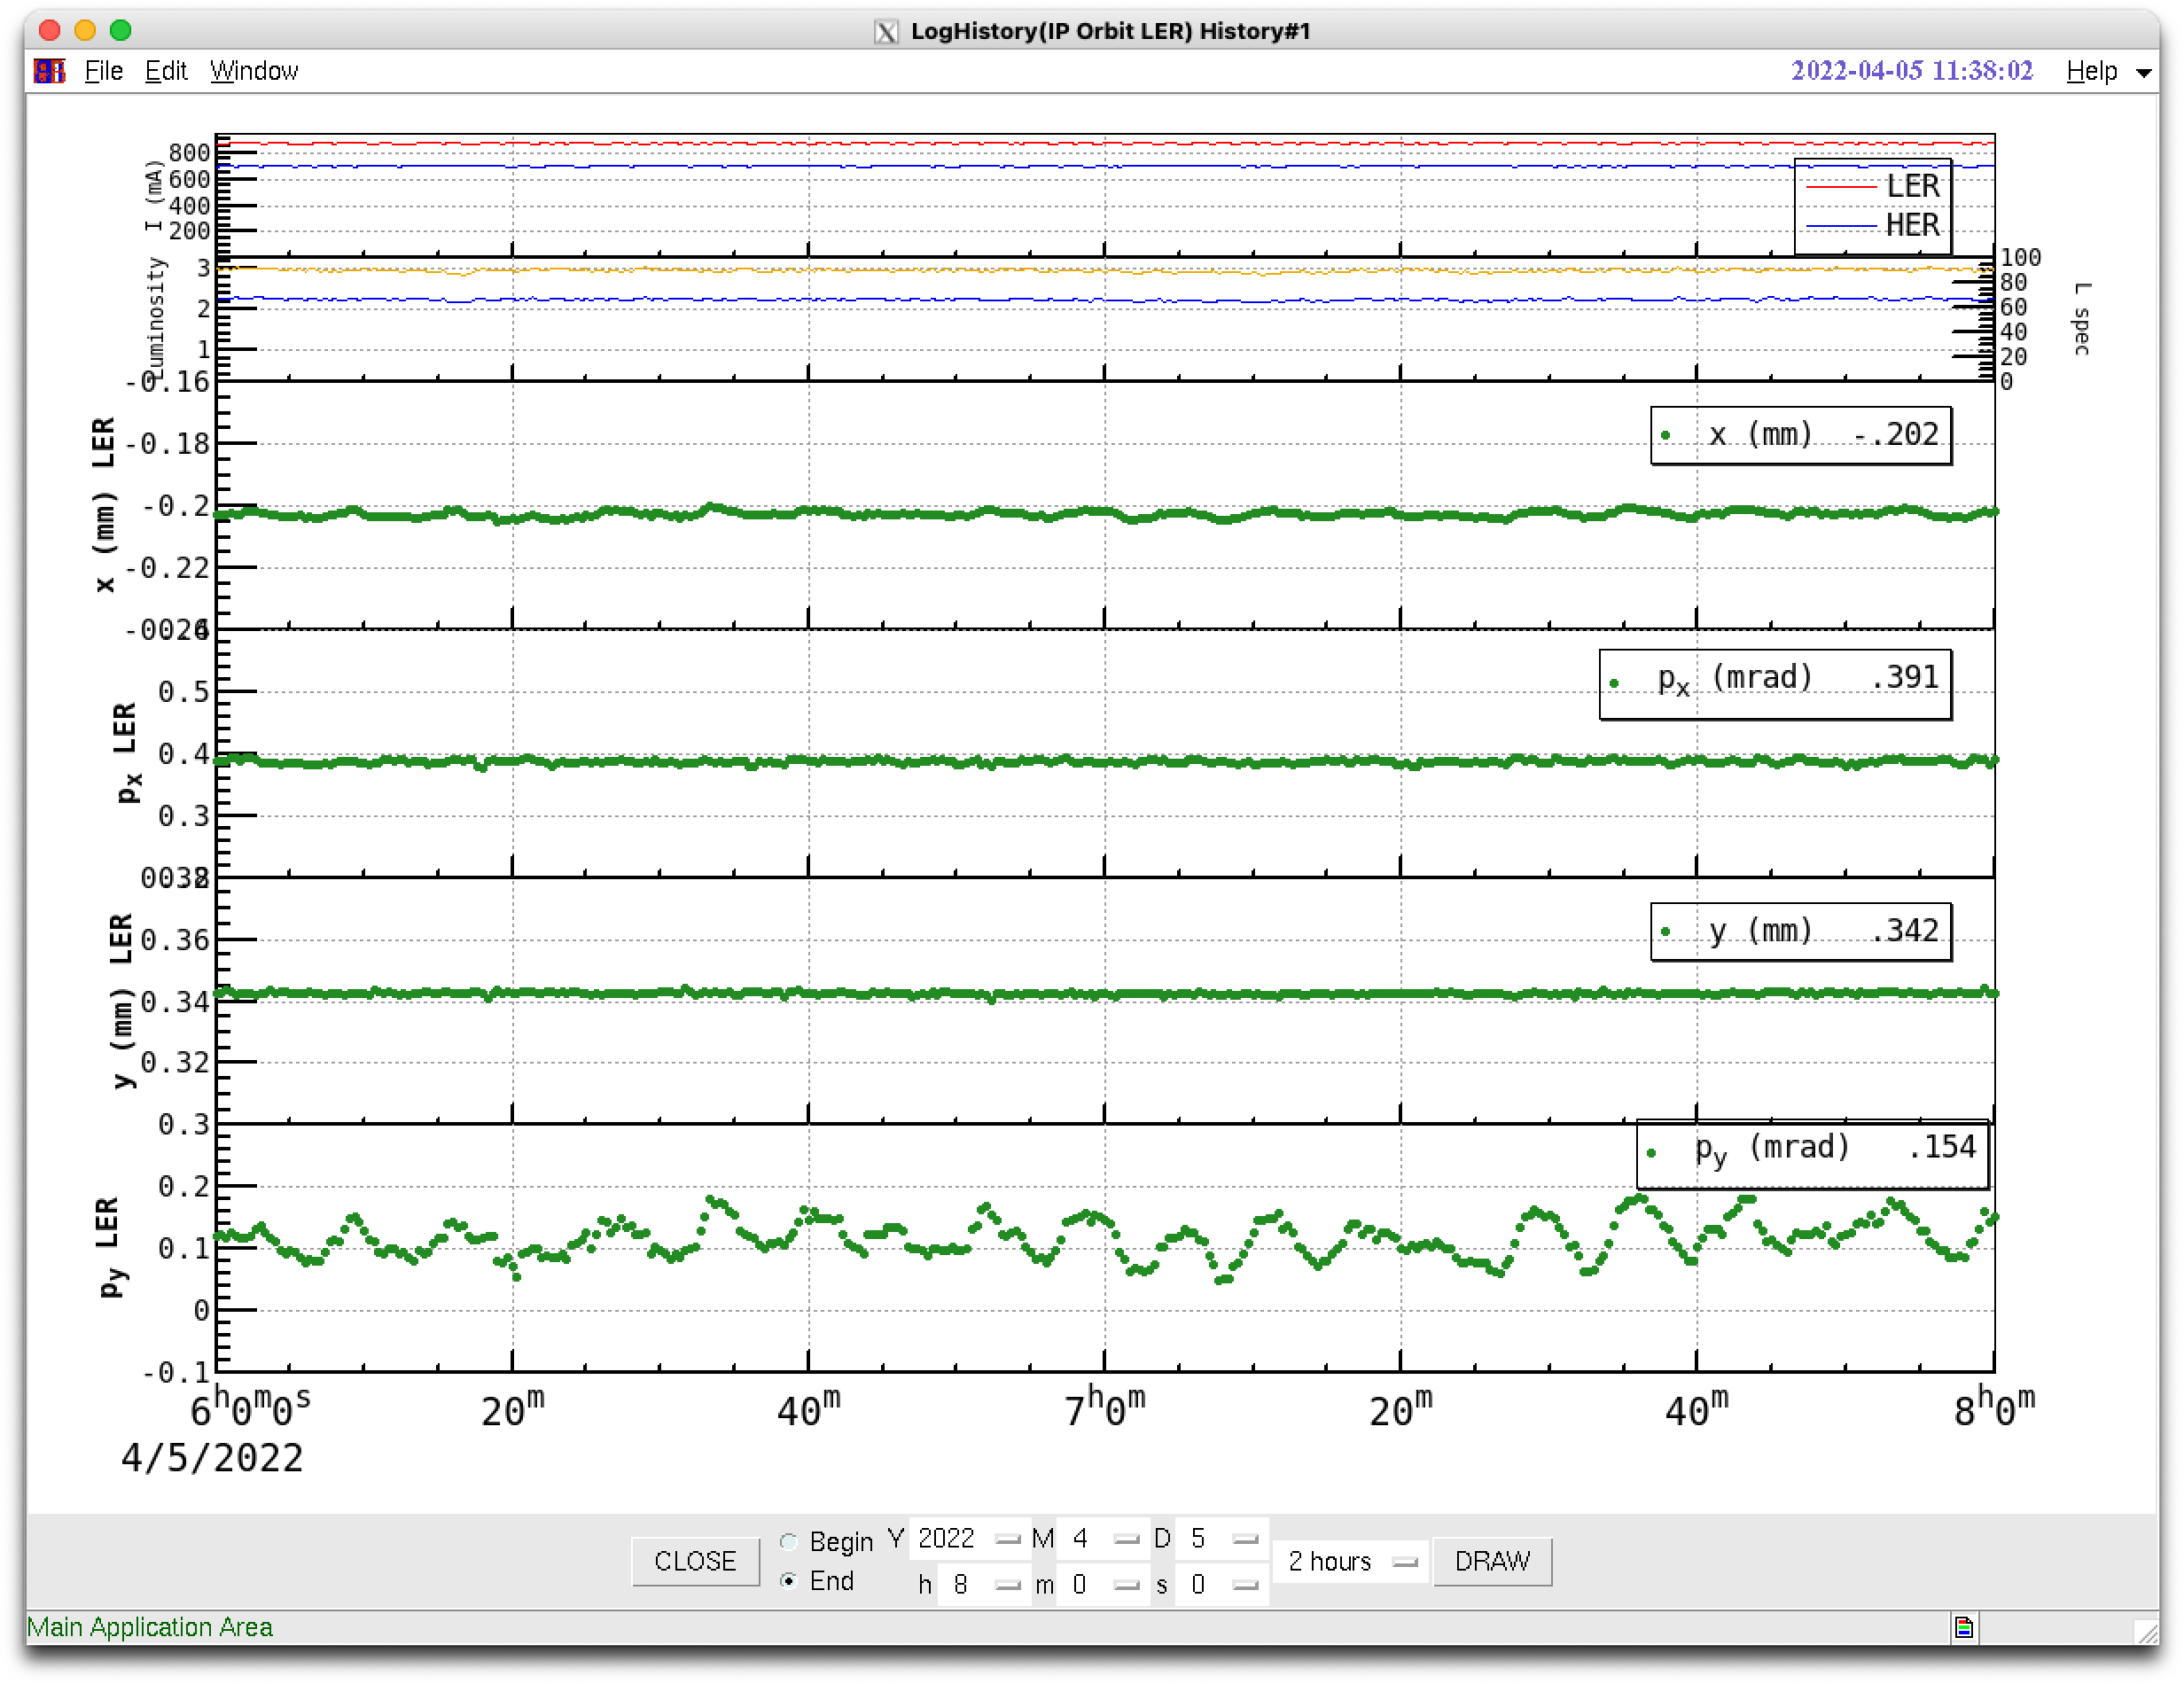 LogHistory(IP Orbit LER) History#1
File Edit Window 2022-04-05 11:38:02 Help
I (mA)
800
600
400
200
LER
HER
Luminosity
3
2
1
100
80
60
40
20
0
L spec
x (mm) LER
-0.16
-0.18
-0.2
-0.22
x (mm) -.202
px LER
0.5
0.4
0.3
px (mrad) .391
y (mm) LER
0.36
0.34
0.32
0.3
y (mm) .342
py LER
0.2
0.1
0
-0.1
py (mrad) .154
6h0m0s 20m 40m 7h0m 20m 40m 8h0m
4/5/2022
CLOSE Begin Y 2022 M 4 D 5 2 hours DRAW
End h 8 m 0 s 0
Main Application Area